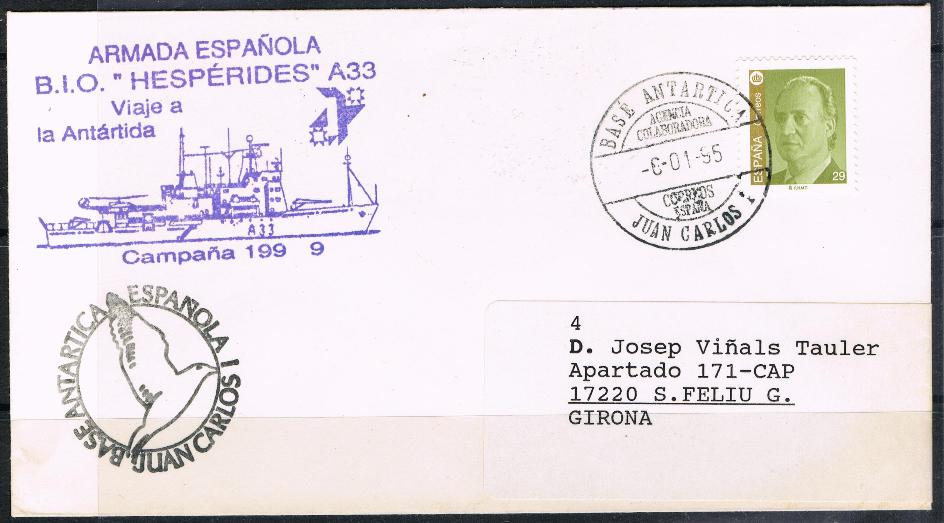 ARMADA ESPAÑOLA
B.I.O. "HESPÉRIDES" A33
Viaje a
la Antártida
A33
Campaña 199 9
BASE ANTARTICA
AGENCIA
COLABORADORA
-8-01-95
CORREOS
ESPAÑA
JUAN CARLOS I
ESPAÑA correos
29
BASE ANTARTICA ESPAÑOLA
JUAN CARLOS I
4
D. Josep Viñals Tauler
Apartado 171-CAP
17220 S.FELIU G.
GIRONA